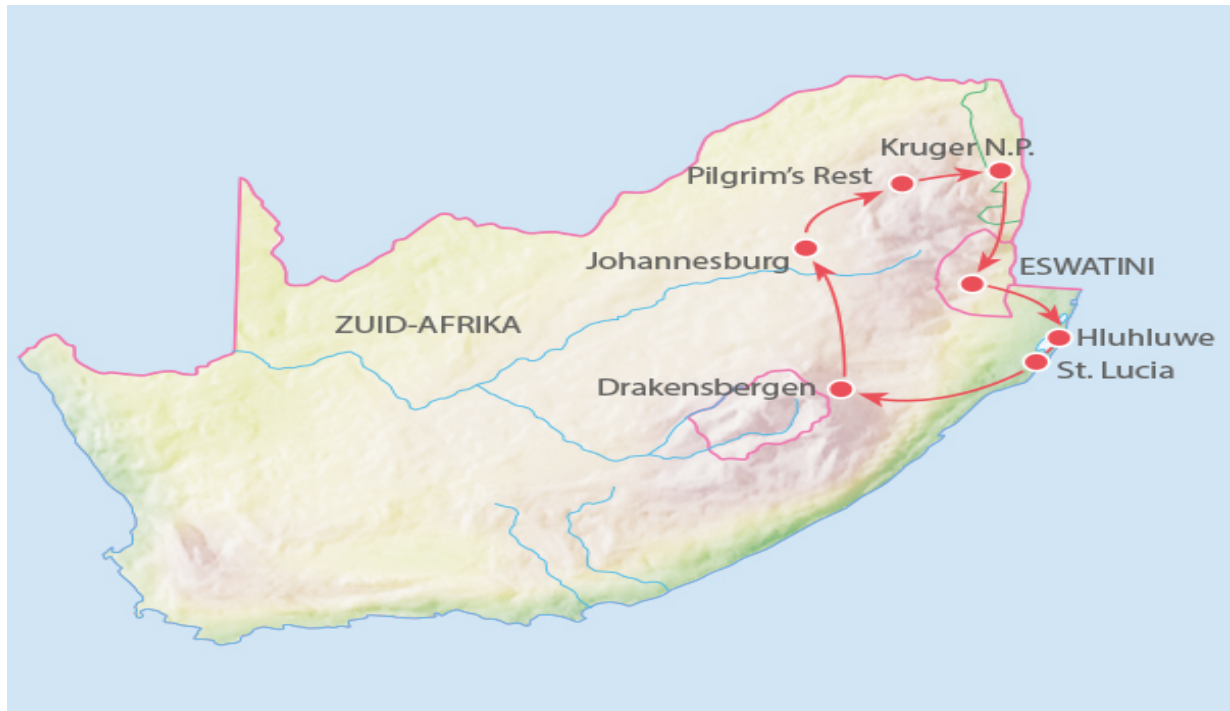 Kruger N.P.
Pilgrim’s Rest
Johannesburg
ESWATINI
ZUID-AFRIKA
Hluhluwe
St. Lucia
Drakensbergen